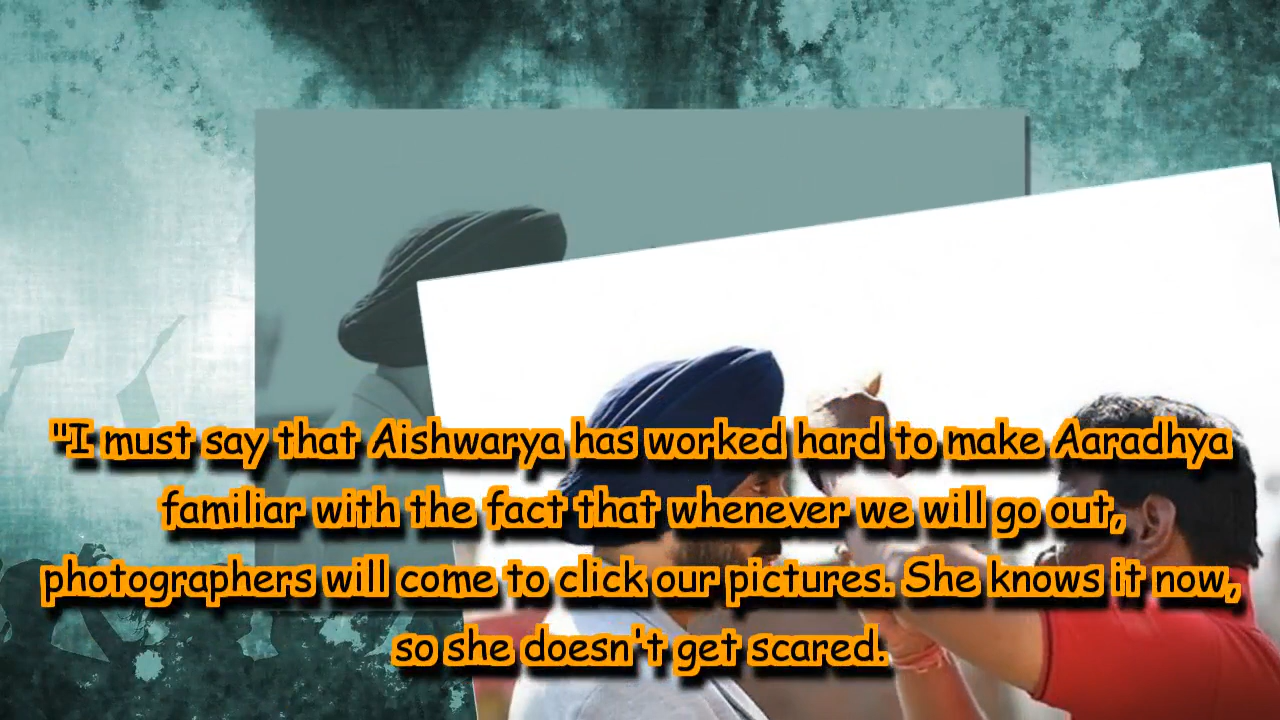 "I must say that Aishwarya has worked hard to make Aaradhya
familiar with the fact that whenever we will go out,
photographers will come to click our pictures. She knows it now,
so she doesn't get scared.